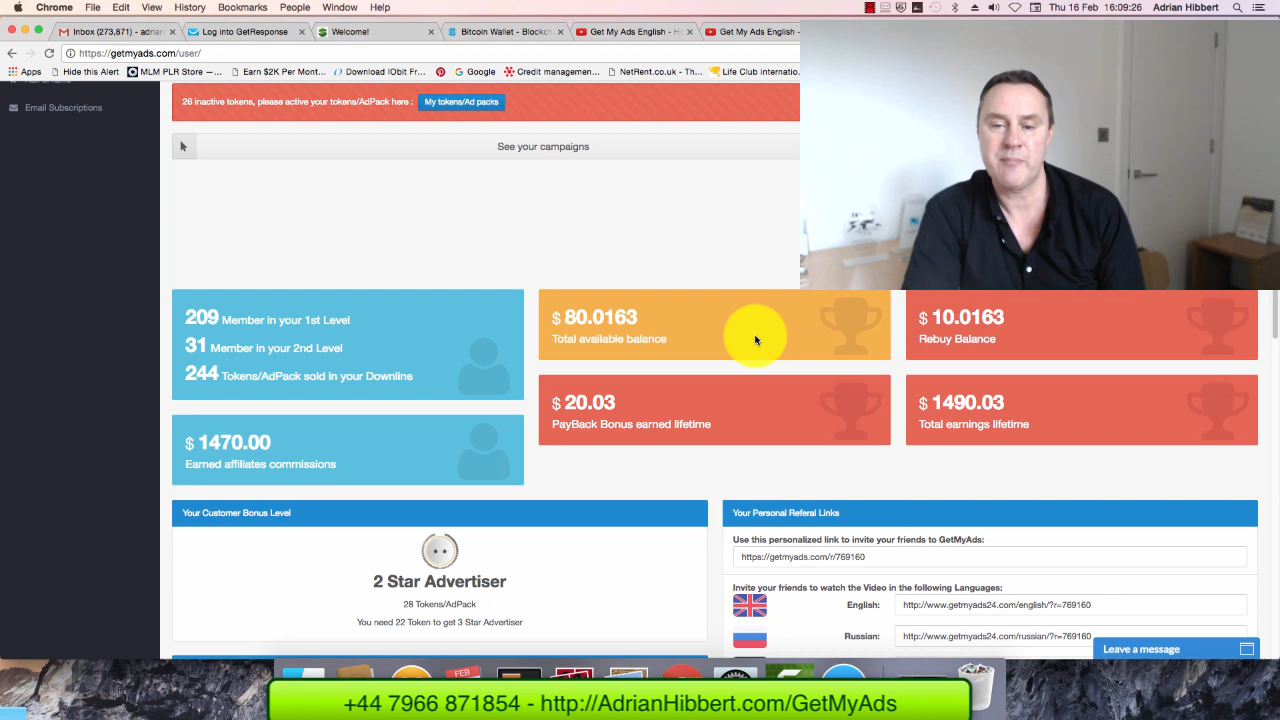 Chrome File Edit View History Bookmarks People Window Help Thu 16 Feb 16:09:26 Adrian Hibbert
Inbox (273,871) - adriant Log into GetResponse Welcome! Bitcoin Wallet - Blockch Get My Ads English - H Get My Ads English -
https://getmyads.com/user/
Apps Hide this Alert MLM PLR Store —... Earn $2K Per Mont... Download IObit Fr... Google Credit managemen... NetRent.co.uk - Th... Life Club Internatio...
Email Subscriptions
26 inactive tokens, please active your tokens/AdPack here : My tokens/Ad packs
See your campaigns
209 Member in your 1st Level
31 Member in your 2nd Level
244 Tokens/AdPack sold in your Downline
$ 80.0163
Total available balance
$ 10.0163
Rebuy Balance
$ 20.03
PayBack Bonus earned lifetime
$ 1490.03
Total earnings lifetime
$ 1470.00
Earned affiliates commissions
Your Customer Bonus Level
2 Star Advertiser
28 Tokens/AdPack
You need 22 Token to get 3 Star Advertiser
Your Personal Referal Links
Use this personalized link to invite your friends to GetMyAds:
https://getmyads.com/r/769160
Invite your friends to watch the Video in the following Languages:
English: http://www.getmyads24.com/english/?r=769160
Russian: http://www.getmyads24.com/russian/?r=769160
Leave a message
FEB
+44 7966 871854 - http://AdrianHibbert.com/GetMyAds